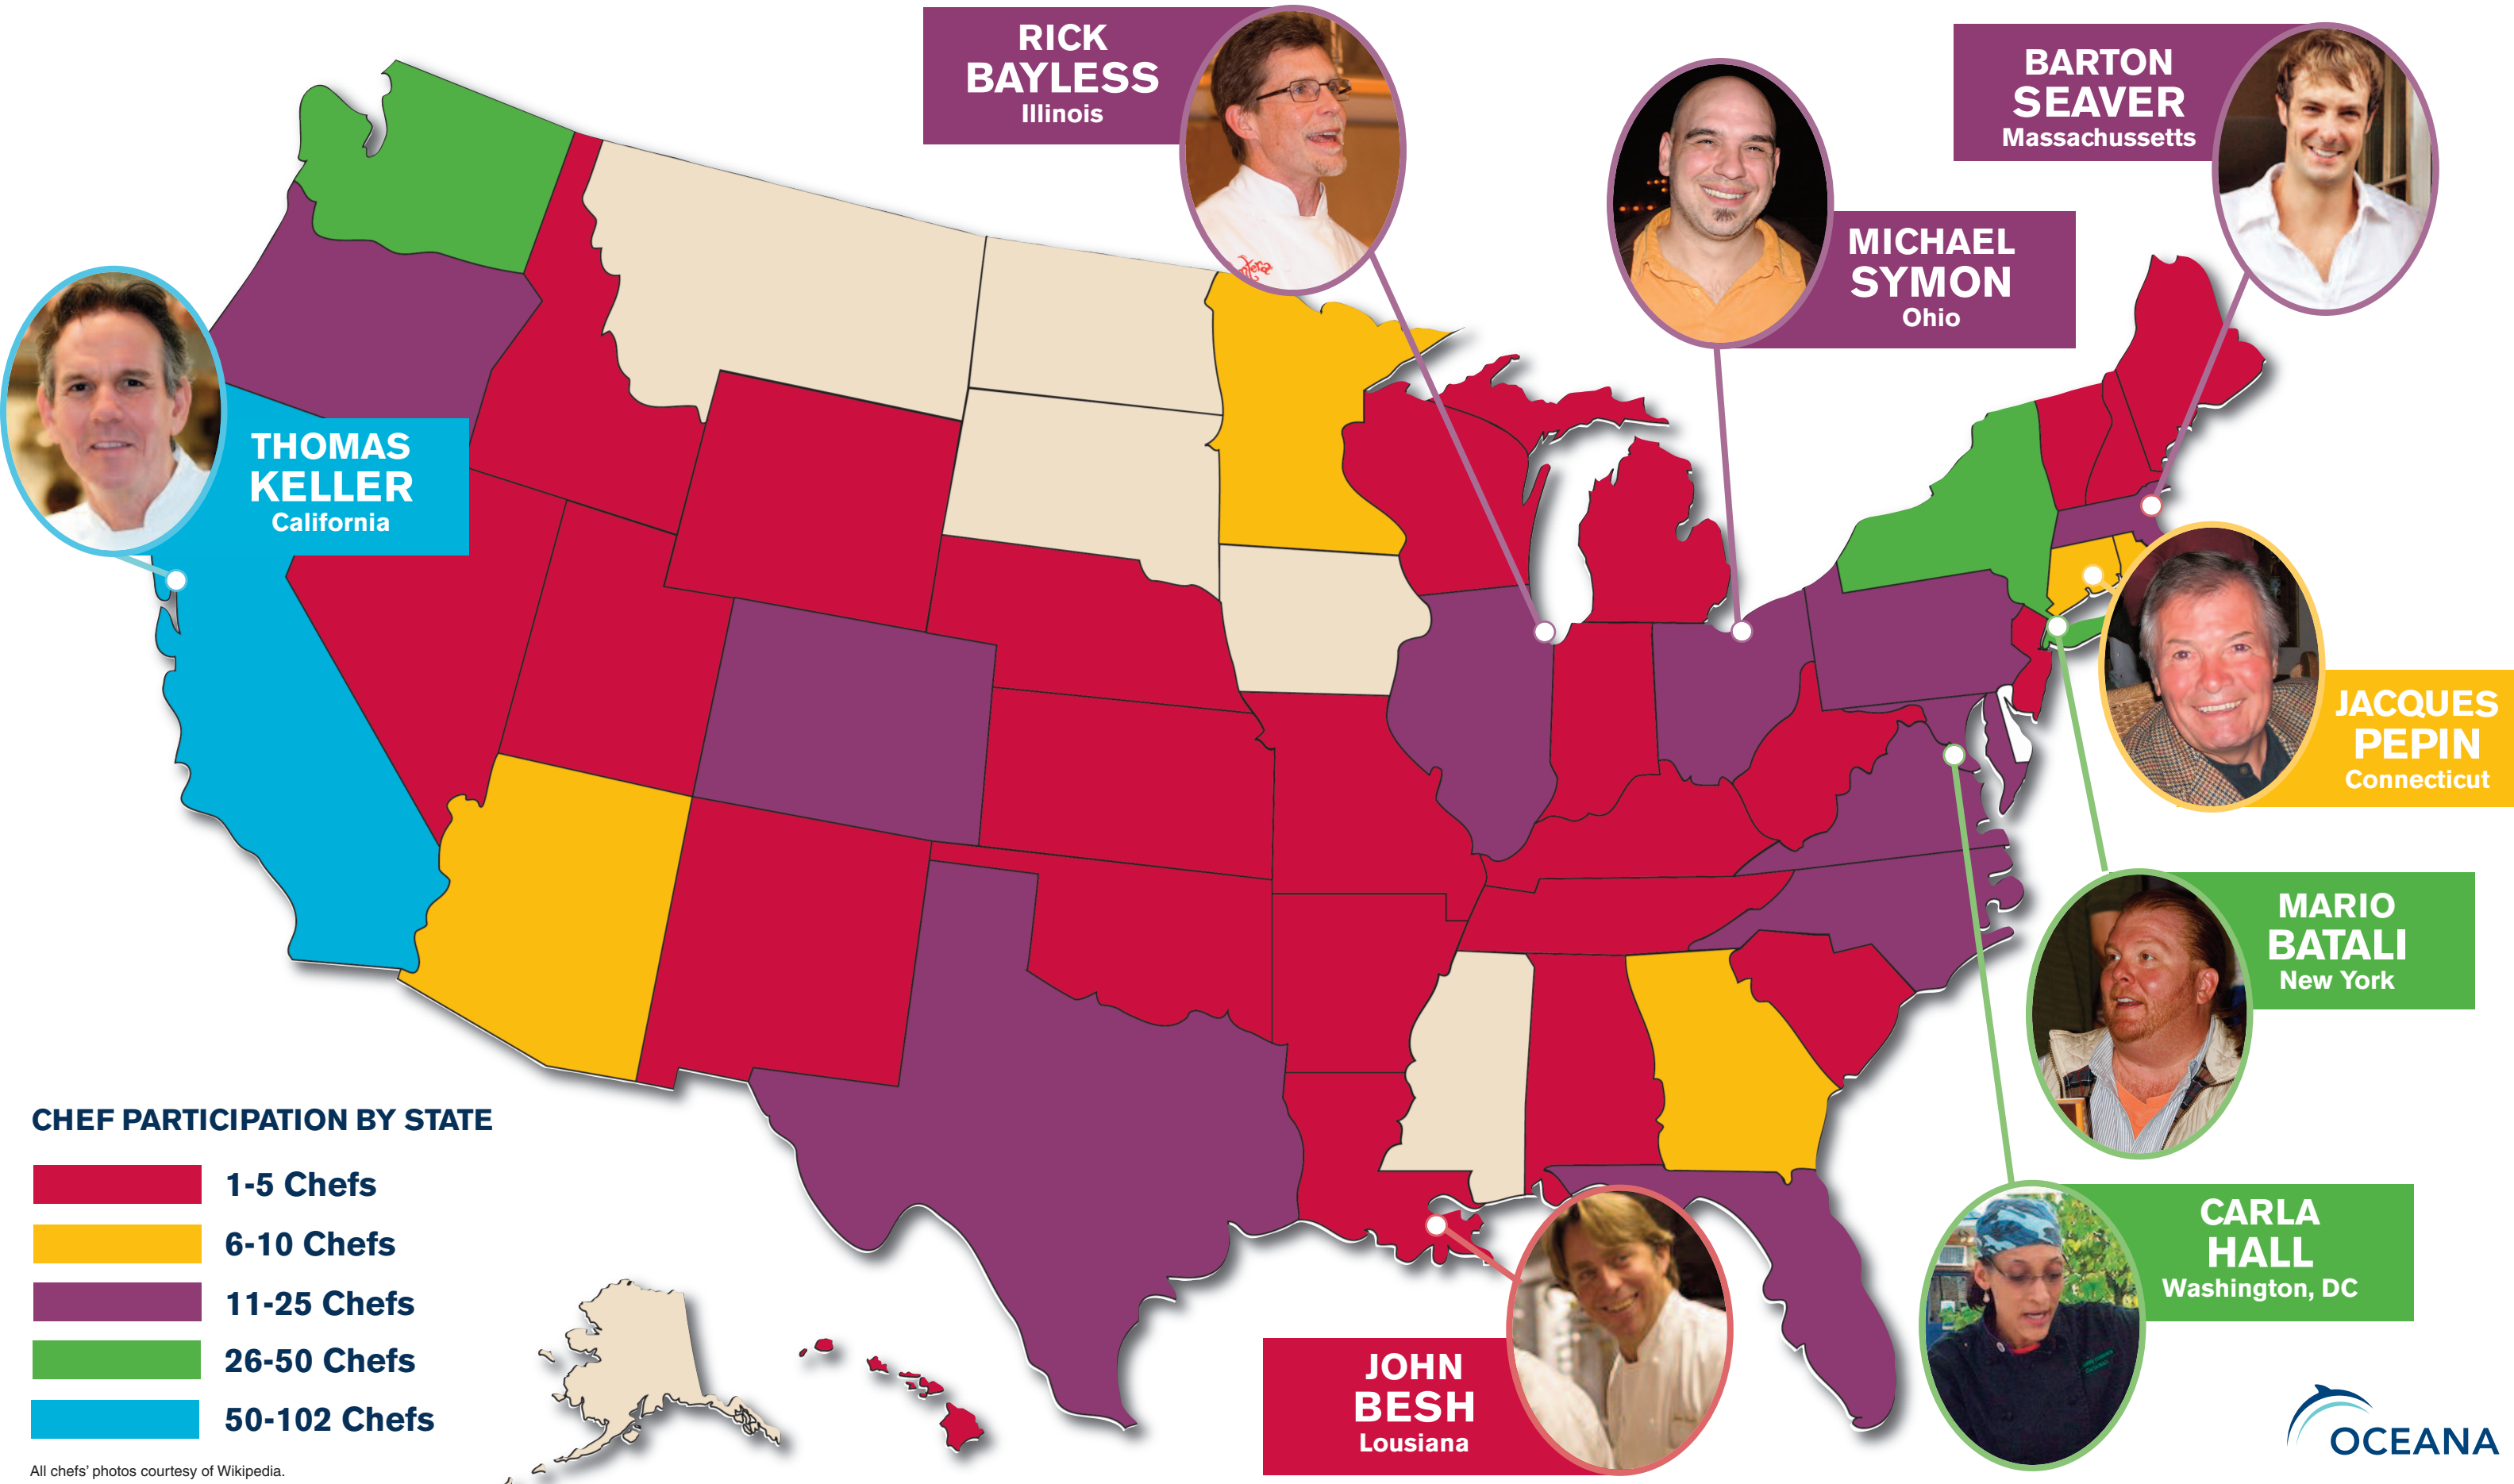 RICK
BAYLESS
Illinois
BARTON
SEAVER
Massachussetts
MICHAEL
SYMON
Ohio
THOMAS
KELLER
California
JACQUES
PEPIN
Connecticut
MARIO
BATALI
New York
CARLA
HALL
Washington, DC
JOHN
BESH
Lousiana
CHEF PARTICIPATION BY STATE
1-5 Chefs
6-10 Chefs
11-25 Chefs
26-50 Chefs
50-102 Chefs
All chefs’ photos courtesy of Wikipedia.
OCEANA